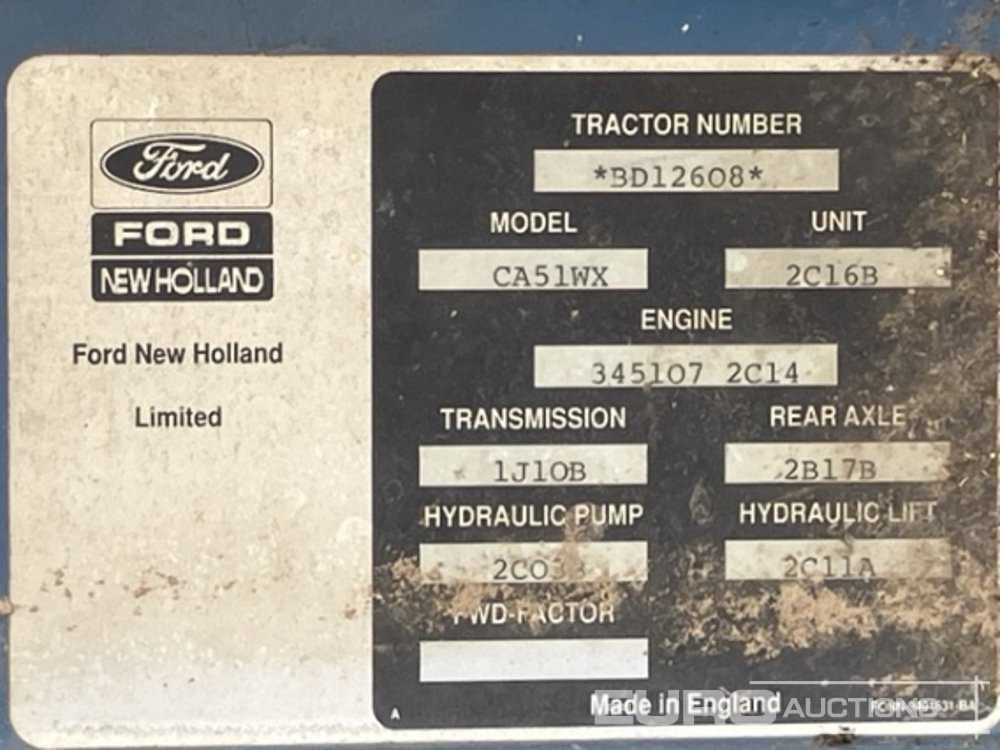 Ford
FORD
NEW HOLLAND
Ford New Holland
Limited
TRACTOR NUMBER
*BD12608*
MODEL UNIT
CA51WX 2C16B
ENGINE
345107 2C14
TRANSMISSION REAR AXLE
1J10B 2B17B
HYDRAULIC PUMP HYDRAULIC LIFT
2C03B 2C11A
FWD-FACTOR
A
Made in England
EURO AUCTIONS